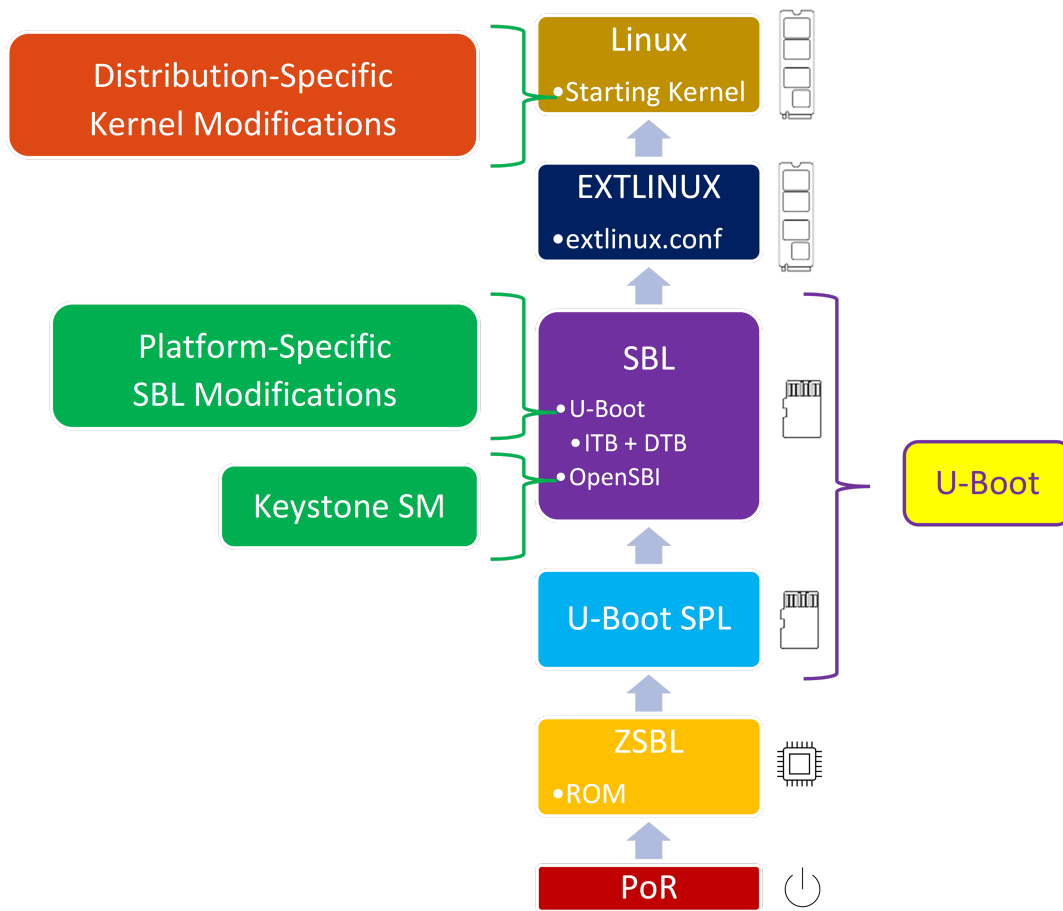 Linux
•Starting Kernel
Distribution-Specific
Kernel Modifications
EXTLINUX
•extlinux.conf
Platform-Specific
SBL Modifications
SBL
•U-Boot
•ITB + DTB
•OpenSBI
Keystone SM
U-Boot
U-Boot SPL
ZSBL
•ROM
PoR